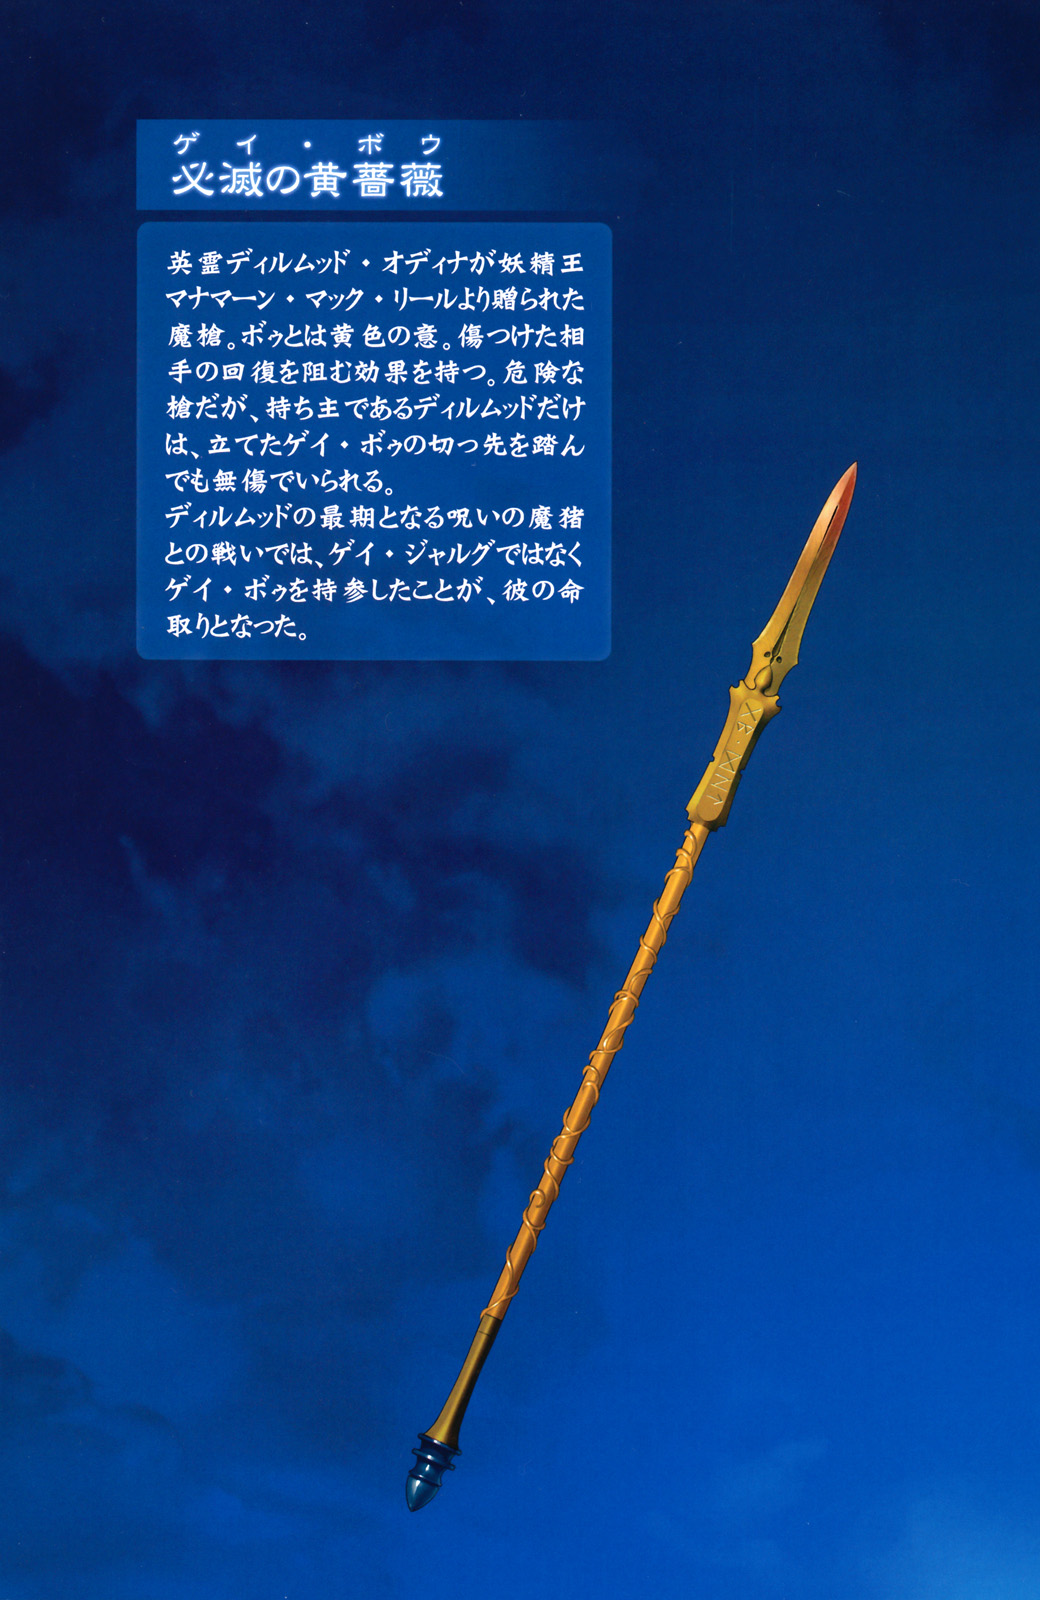 ゲイ・ボウ
必滅の黄薔薇
英霊ディルムッド・オディナが妖精王
マナマーン・マック・リールより贈られた
魔槍。ボゥとは黄色の意。傷つけた相
手の回復を阻む効果を持つ。危険な
槍だが、持ち主であるディルムッドだけ
は、立てたゲイ・ボゥの切っ先を踏ん
でも無傷でいられる。
ディルムッドの最期となる呪いの魔猪
との戦いでは、ゲイ・ジャルグではなく
ゲイ・ボゥを持参したことが、彼の命
取りとなった。